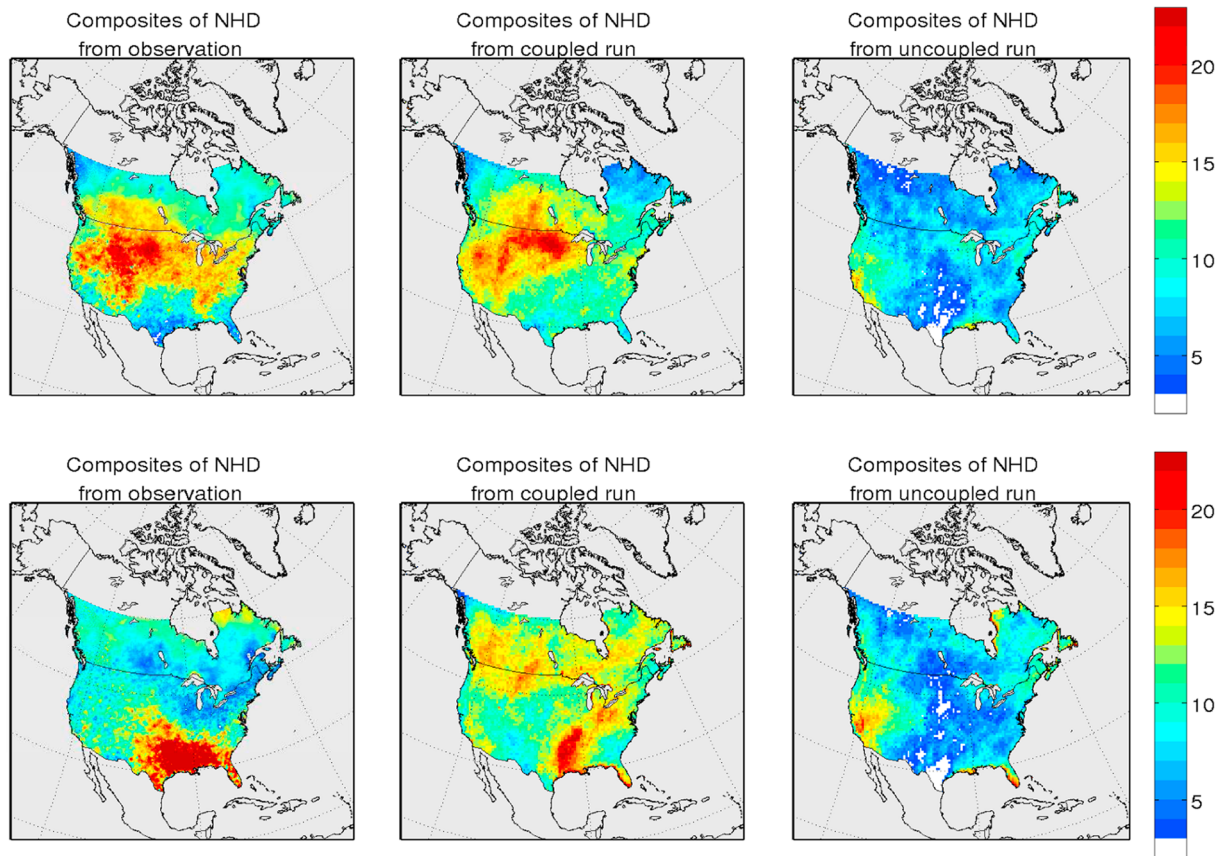 Composites of NHD
from observation
Composites of NHD
from coupled run
Composites of NHD
from uncoupled run
20
15
10
5
Composites of NHD
from observation
Composites of NHD
from coupled run
Composites of NHD
from uncoupled run
20
15
10
5